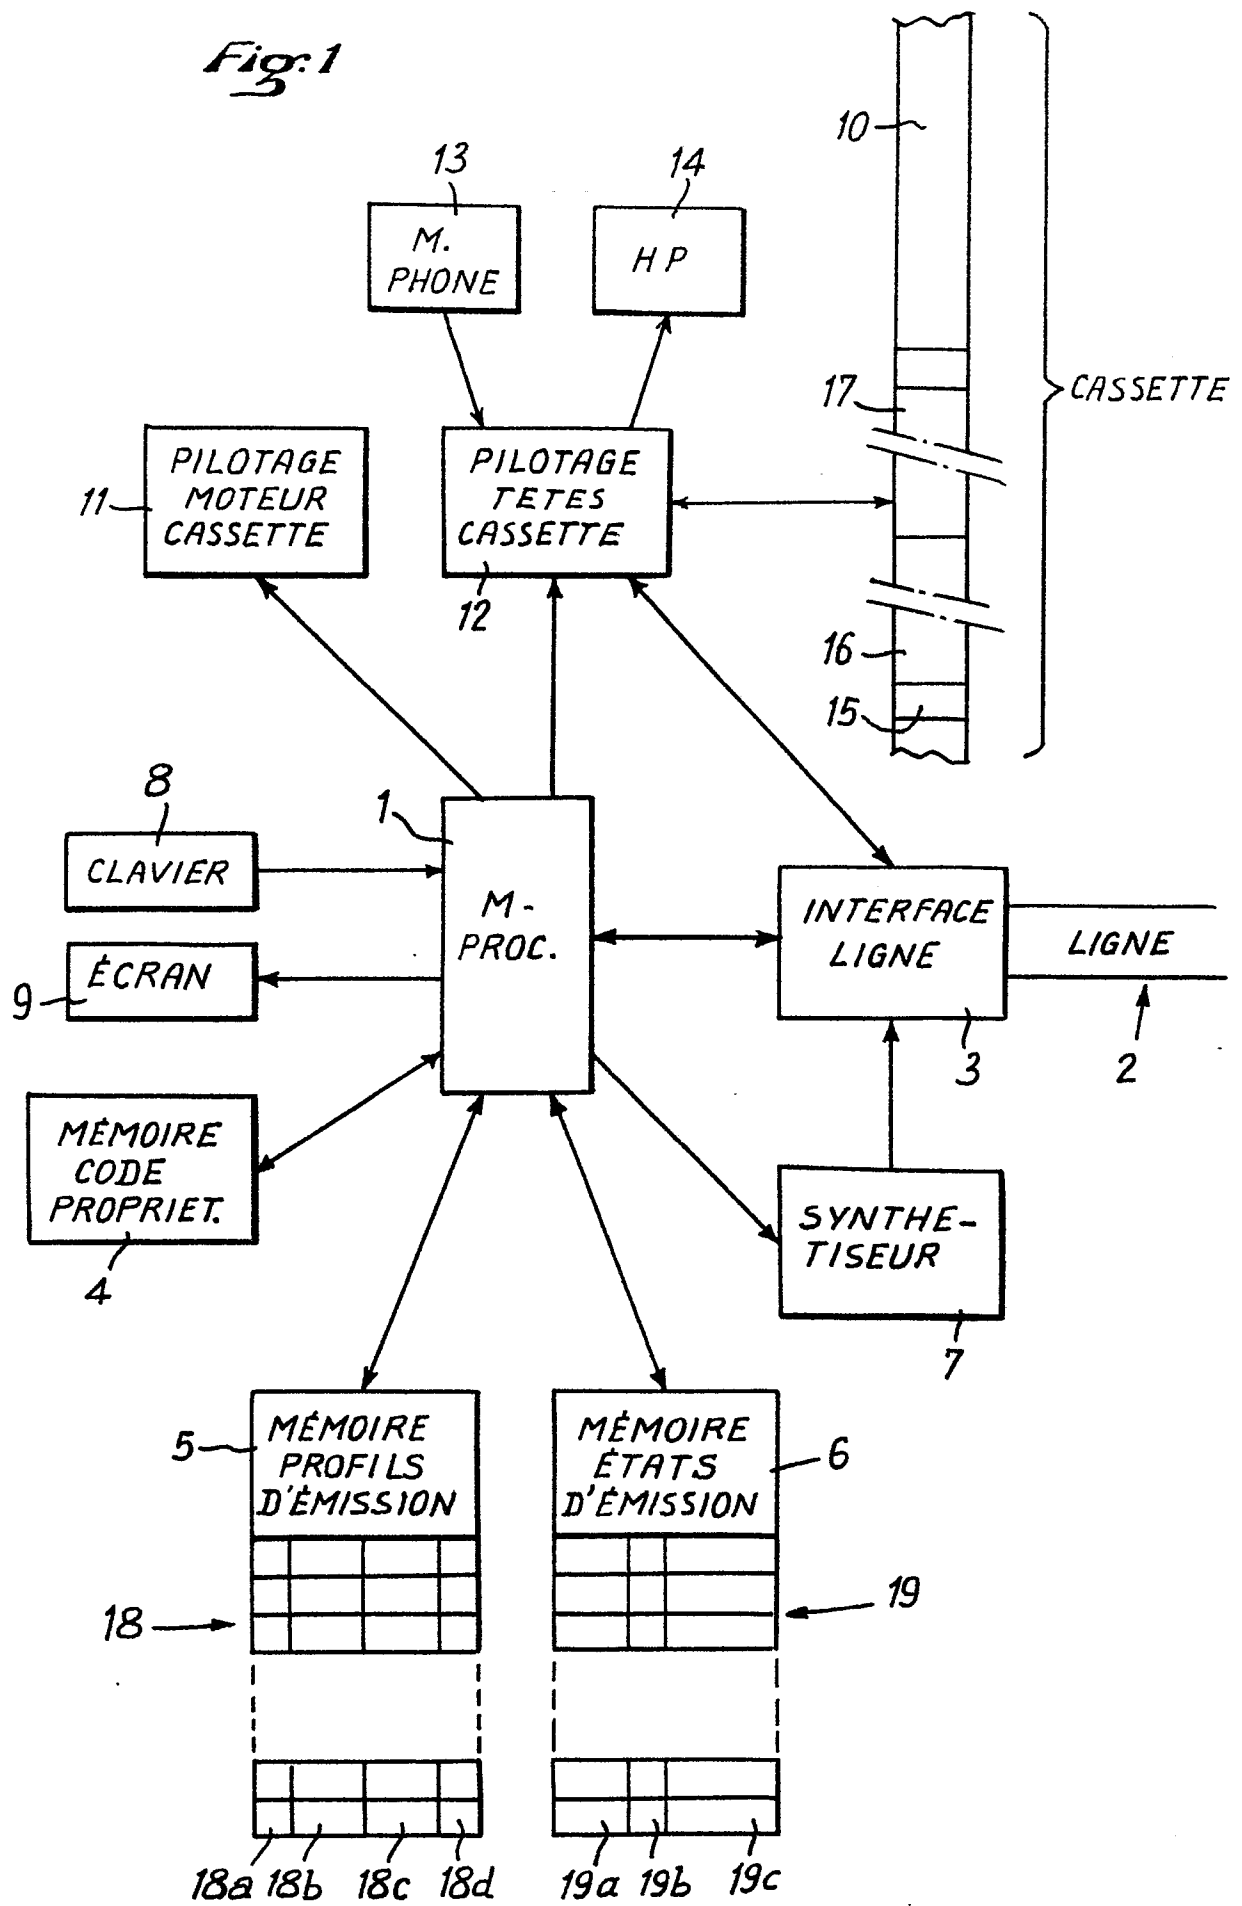 Fig:1
10
13
14
M.
PHONE
HP
17
CASSETTE
PILOTAGE
MOTEUR
CASSETTE
11
PILOTAGE
TETES
CASSETTE
12
16
15
8
1
CLAVIER
M-
PROC.
INTERFACE
LIGNE
LIGNE
ÉCRAN
9
3
2
MÉMOIRE
CODE
PROPRIET.
4
SYNTHE-
TISEUR
7
5
MÉMOIRE
PROFILS
D'ÉMISSION
MÉMOIRE
ÉTATS
D'ÉMISSION
6
18
19
18a 18b 18c 18d
19a 19b 19c